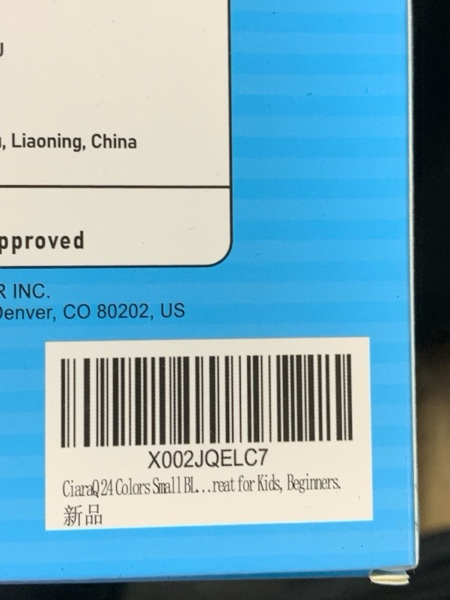 , Liaoning, China
pproved
R INC.
Denver, CO 80202, US
X002JQELC7
CiaraQ 24 Colors Small BL...reat for Kids, Beginners.
新品